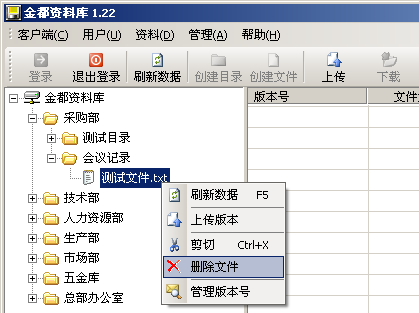 金都资料库 1.22
客户端(C) 用户(U) 资料(D) 管理(A) 帮助(H)
登录 退出登录 刷新数据 创建目录 创建文件 上传 下载
金都资料库
版本号 文件
采购部
测试目录
会议记录
测试文件.txt
技术部
人力资源部
生产部
市场部
五金库
总部办公室
刷新数据 F5
上传版本
剪切 Ctrl+X
删除文件
管理版本号